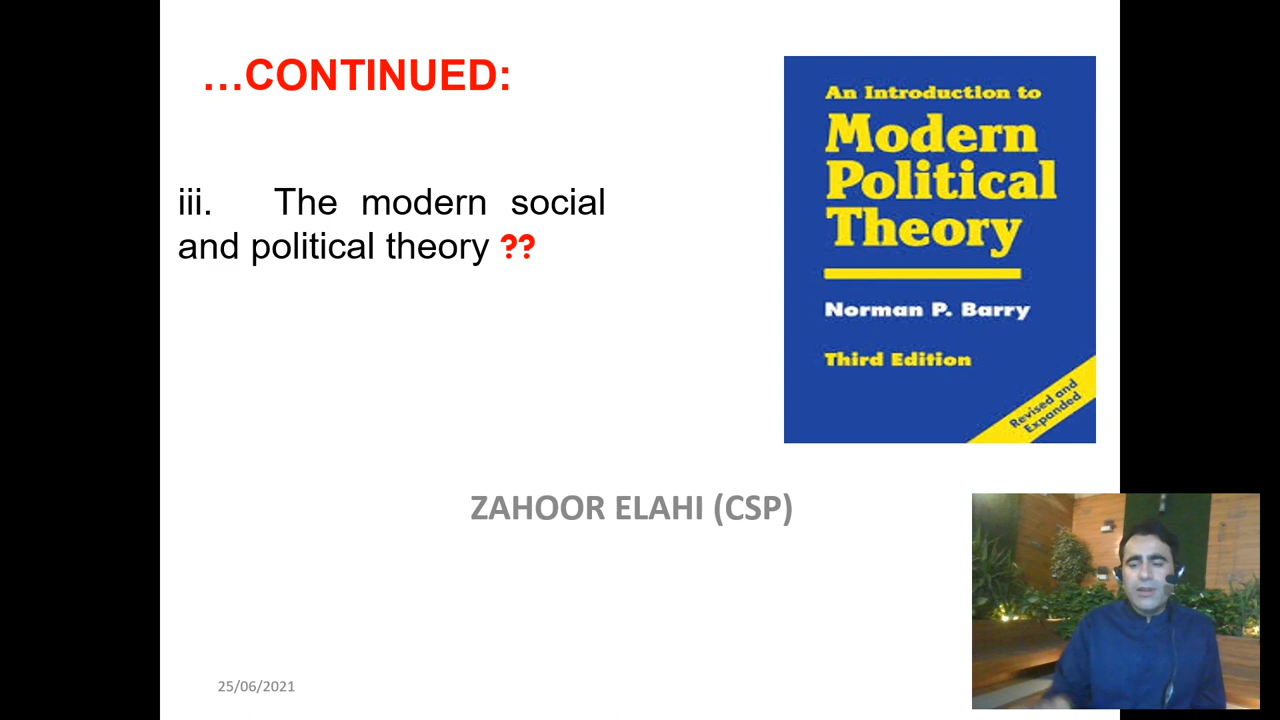 ...CONTINUED:
iii. The modern social
and political theory ??
An Introduction to
Modern
Political
Theory
Norman P. Barry
Third Edition
Revised and
Expanded
ZAHOOR ELAHI (CSP)
25/06/2021